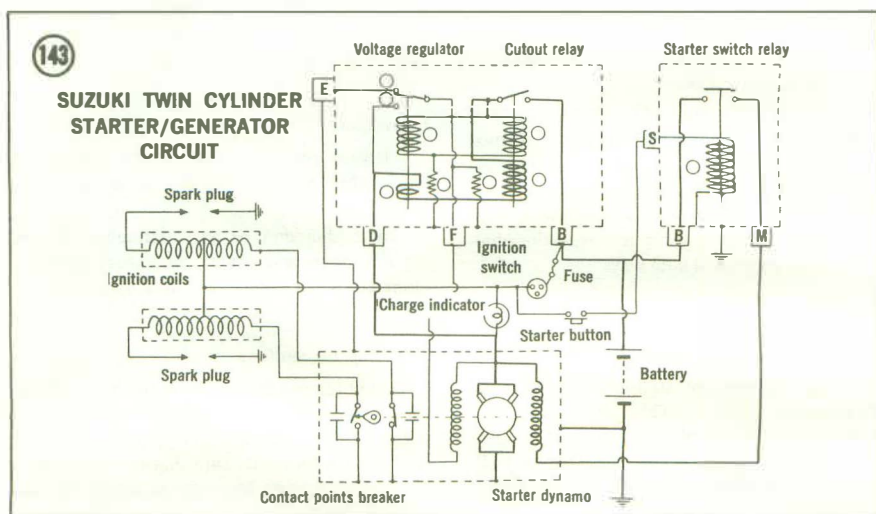 143
SUZUKI TWIN CYLINDER
STARTER/GENERATOR
CIRCUIT
Voltage regulator
Cutout relay
Starter switch relay
E
S
Spark plug
D
F
B
B
M
Ignition coils
Ignition
switch
Fuse
Charge indicator
Starter button
Spark plug
Battery
Contact points breaker
Starter dynamo